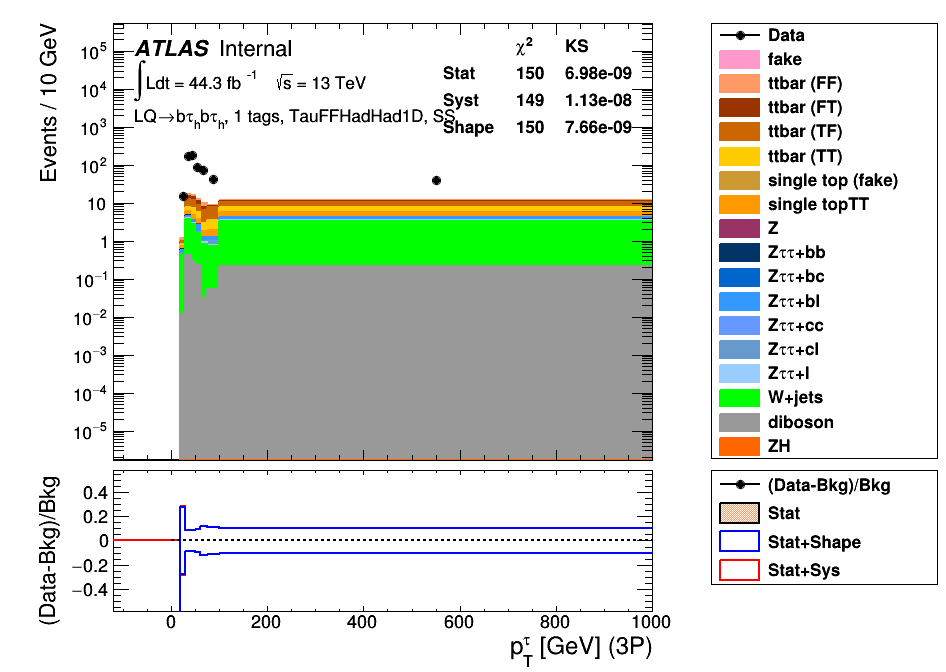 ATLAS Internal
∫Ldt = 44.3 fb⁻¹ √s = 13 TeV
LQ→bτₕbτₕ, 1 tags, TauFFHadHad1D, SS,
χ² KS
Stat 150 6.98e-09
Syst 149 1.13e-08
Shape 150 7.66e-09
Events / 10 GeV
10⁵
10⁴
10³
10²
10
1
10⁻¹
10⁻²
10⁻³
10⁻⁴
10⁻⁵
Data
fake
ttbar (FF)
ttbar (FT)
ttbar (TF)
ttbar (TT)
single top (fake)
single topTT
Z
Zττ+bb
Zττ+bc
Zττ+bl
Zττ+cc
Zττ+cl
Zττ+l
W+jets
diboson
ZH
(Data-Bkg)/Bkg
0.4
0.2
0
−0.2
−0.4
0 200 400 600 800 1000
p_T^τ [GeV] (3P)
(Data-Bkg)/Bkg
Stat
Stat+Shape
Stat+Sys